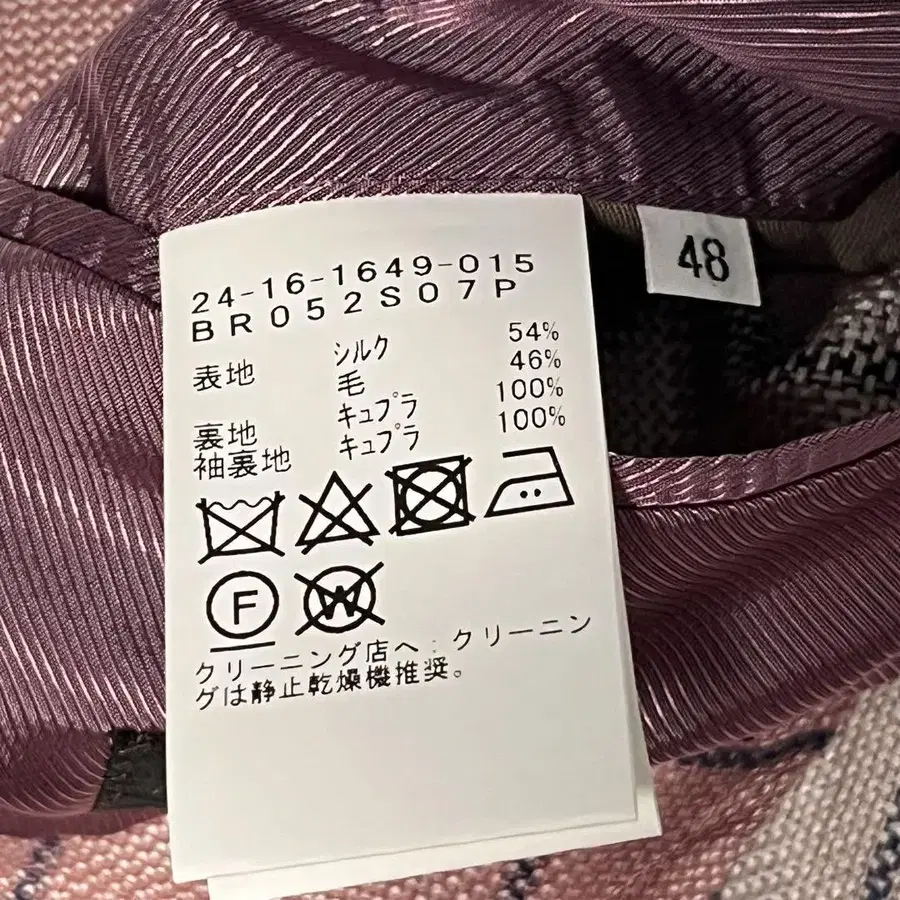 24-16-1649-015
BR052S07P
表地 シルク 54%
毛 46%
裏地 キュプラ 100%
袖裏地 キュプラ 100%
F W
クリーニング店へ:クリーニン
グは静止乾燥機推奨。
48